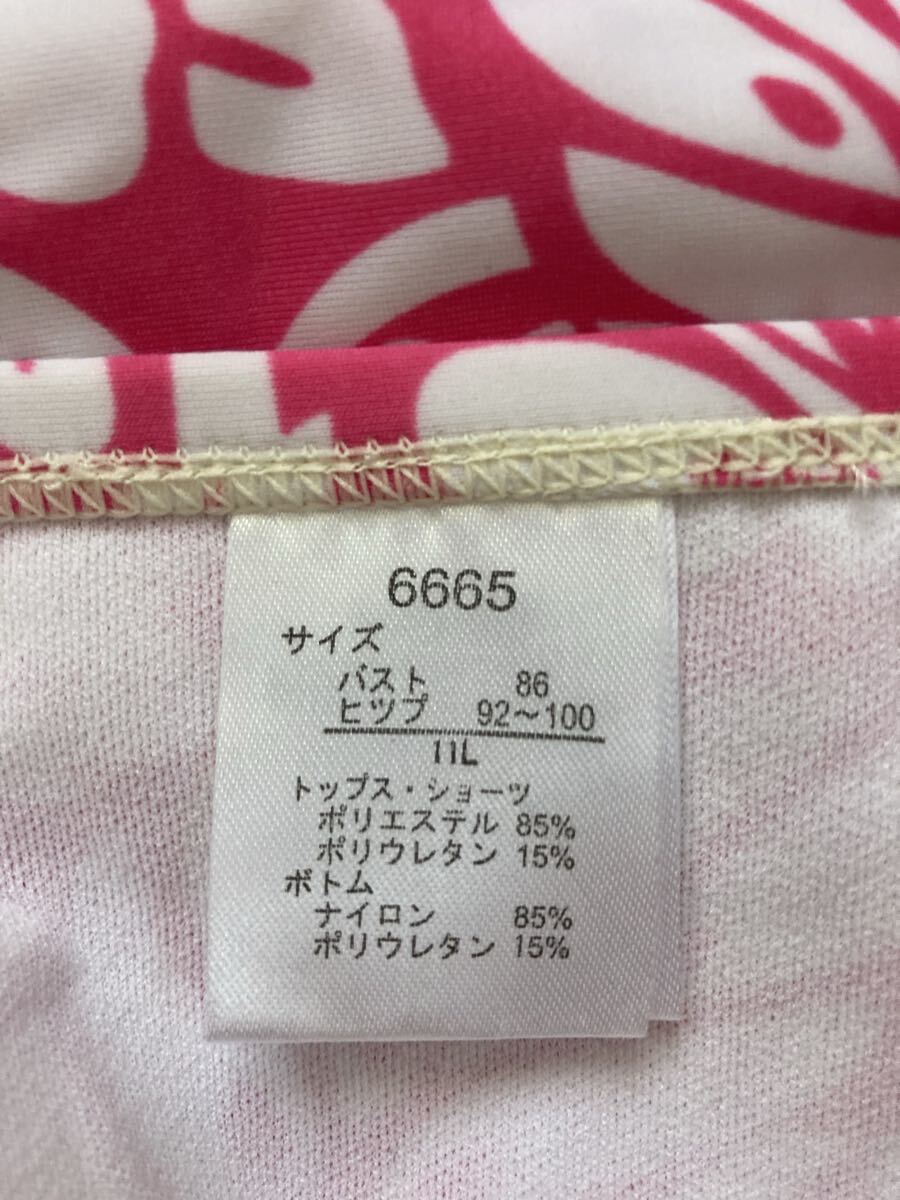 6665
サイズ
バスト 86
ヒップ 92～100
11L
トップス・ショーツ
ポリエステル 85%
ポリウレタン 15%
ボトム
ナイロン 85%
ポリウレタン 15%